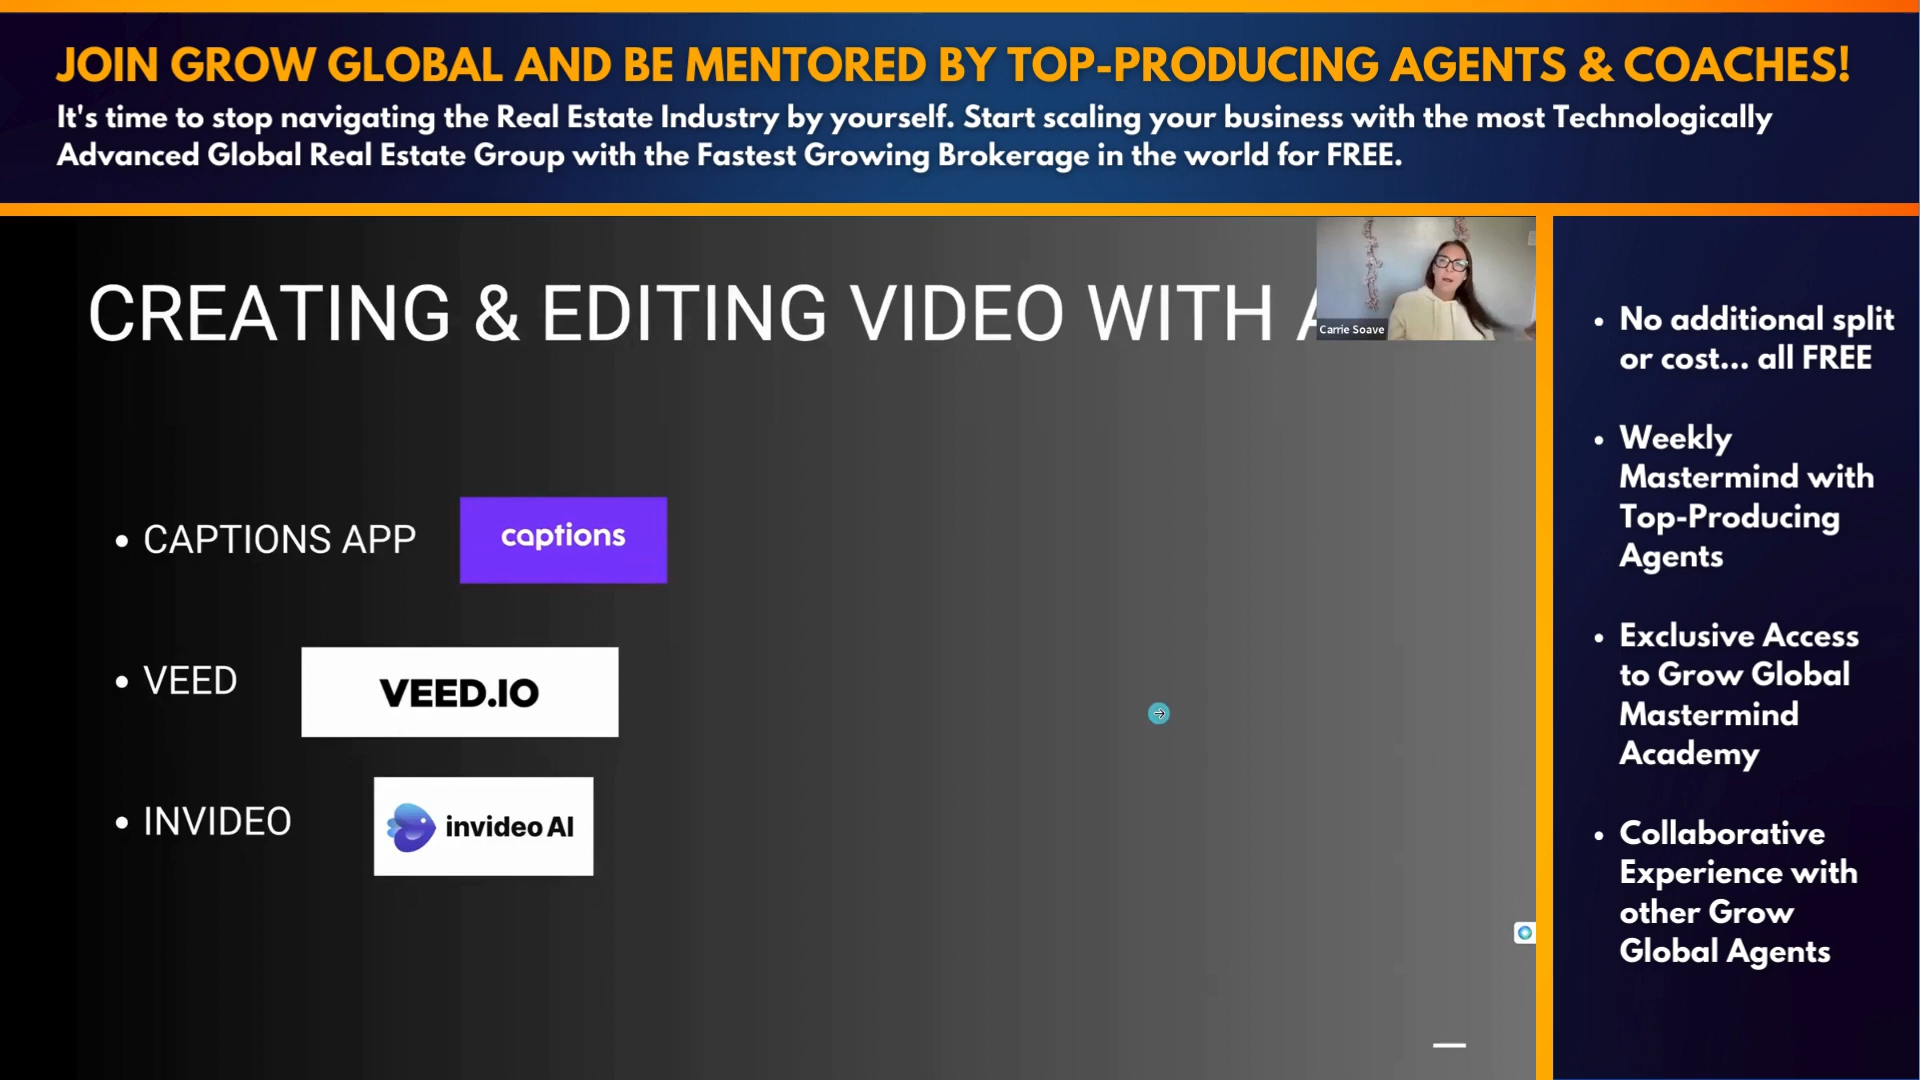 JOIN GROW GLOBAL AND BE MENTORED BY TOP-PRODUCING AGENTS & COACHES!
It's time to stop navigating the Real Estate Industry by yourself. Start scaling your business with the most Technologically
Advanced Global Real Estate Group with the Fastest Growing Brokerage in the world for FREE.
CREATING & EDITING VIDEO WITH
Carrie Soave
• CAPTIONS APP
captions
• VEED
VEED.IO
• INVIDEO
invideo AI
• No additional split
or cost... all FREE
• Weekly
Mastermind with
Top-Producing
Agents
• Exclusive Access
to Grow Global
Mastermind
Academy
• Collaborative
Experience with
other Grow
Global Agents